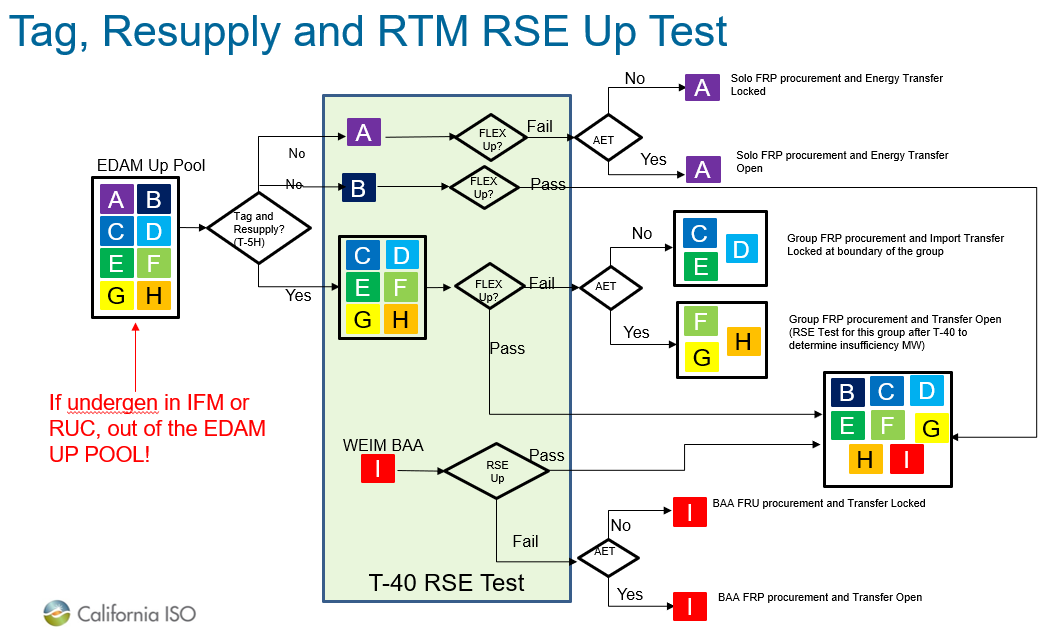 Tag, Resupply and RTM RSE Up Test
EDAM Up Pool
A B
C D
E F
G H
Tag and
Resupply?
(T-5H)
No
No
Yes
A
FLEX
Up?
Fail
AET
No
A
Solo FRP procurement and Energy Transfer
Locked
Yes
A
Solo FRP procurement and Energy Transfer
Open
B
FLEX
Up?
Pass
C D
E F
G H
FLEX
Up?
Fail
Pass
AET
No
C D
E
Group FRP procurement and Import Transfer
Locked at boundary of the group
Yes
F
G H
Group FRP procurement and Transfer Open
(RSE Test for this group after T-40 to
determine insufficiency MW)
B C D
E F G
H I
If undergen in IFM or
RUC, out of the EDAM
UP POOL!
WEIM BAA
I
RSE
Up
Pass
Fail
AET
No
I
BAA FRU procurement and Transfer Locked
Yes
I
BAA FRP procurement and Transfer Open
T-40 RSE Test
California ISO